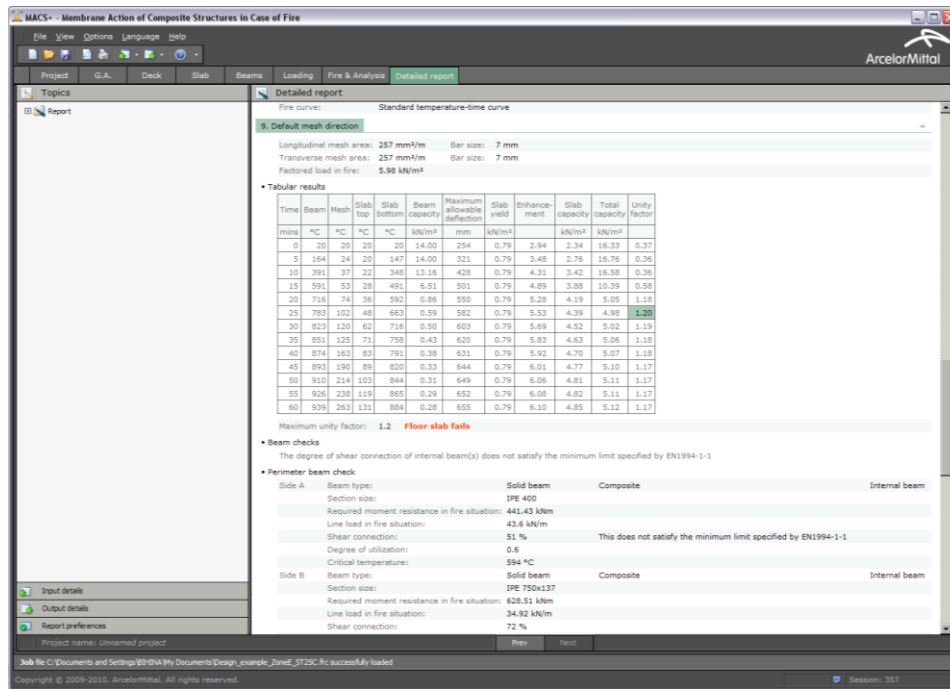 MACS+ - Membrane Action of Composite Structures in Case of Fire
File View Options Language Help
ArcelorMittal
Project G.A. Deck Slab Beams Loading Fire & Analysis Detailed report
Topics
Report
Detailed report
Fire curve: Standard temperature-time curve
9. Default mesh direction
Longitudinal mesh area: 257 mm²/m Bar size: 7 mm
Transverse mesh area: 257 mm²/m Bar size: 7 mm
Factored load in fire: 5.98 kN/m²
• Tabular results
Time Beam Mesh Slab top Slab bottom Beam capacity Maximum allowable deflection Slab yield Enhance-ment Slab capacity Total capacity Unity factor
mins °C °C °C °C kN/m² mm kN/m² kN/m² kN/m²
0 20 20 20 20 14.00 254 0.79 2.94 2.34 16.33 0.37
5 164 24 20 147 14.00 321 0.79 3.48 2.76 16.76 0.36
10 391 37 22 348 13.16 428 0.79 4.31 3.42 16.58 0.36
15 591 53 28 491 6.51 501 0.79 4.89 3.88 10.39 0.58
20 716 74 36 592 0.86 550 0.79 5.28 4.19 5.05 1.18
25 783 102 48 663 0.59 582 0.79 5.53 4.39 4.98 1.20
30 823 120 62 716 0.50 603 0.79 5.69 4.52 5.02 1.19
35 851 125 71 758 0.43 620 0.79 5.83 4.63 5.06 1.18
40 874 163 83 791 0.38 631 0.79 5.92 4.70 5.07 1.18
45 893 190 89 820 0.33 644 0.79 6.01 4.77 5.10 1.17
50 910 214 103 844 0.31 649 0.79 6.06 4.81 5.11 1.17
55 926 238 119 865 0.29 652 0.79 6.08 4.82 5.11 1.17
60 939 263 131 884 0.28 655 0.79 6.10 4.85 5.12 1.17
Maximum unity factor: 1.2 Floor slab fails
• Beam checks
The degree of shear connection of internal beam(s) does not satisfy the minimum limit specified by EN1994-1-1
• Perimeter beam check
Side A Beam type: Solid beam Composite Internal beam
Section size: IPE 400
Required moment resistance in fire situation: 441.43 kNm
Line load in fire situation: 43.6 kN/m
Shear connection: 51 % This does not satisfy the minimum limit specified by EN1994-1-1
Degree of utilization: 0.6
Critical temperature: 594 °C
Side B Beam type: Solid beam Composite Internal beam
Section size: IPE 750x137
Required moment resistance in fire situation: 628.51 kNm
Line load in fire situation: 34.92 kN/m
Shear connection: 72 %
Input details
Output details
Report preferences
Project name: Unnamed project
Prev Next
Job file C:\Documents and Settings\BIHINA\My Documents\Design_example_ZoneE_ST25C.frc successfully loaded
Copyright © 2009-2010. ArcelorMittal. All rights reserved.
Session: 357